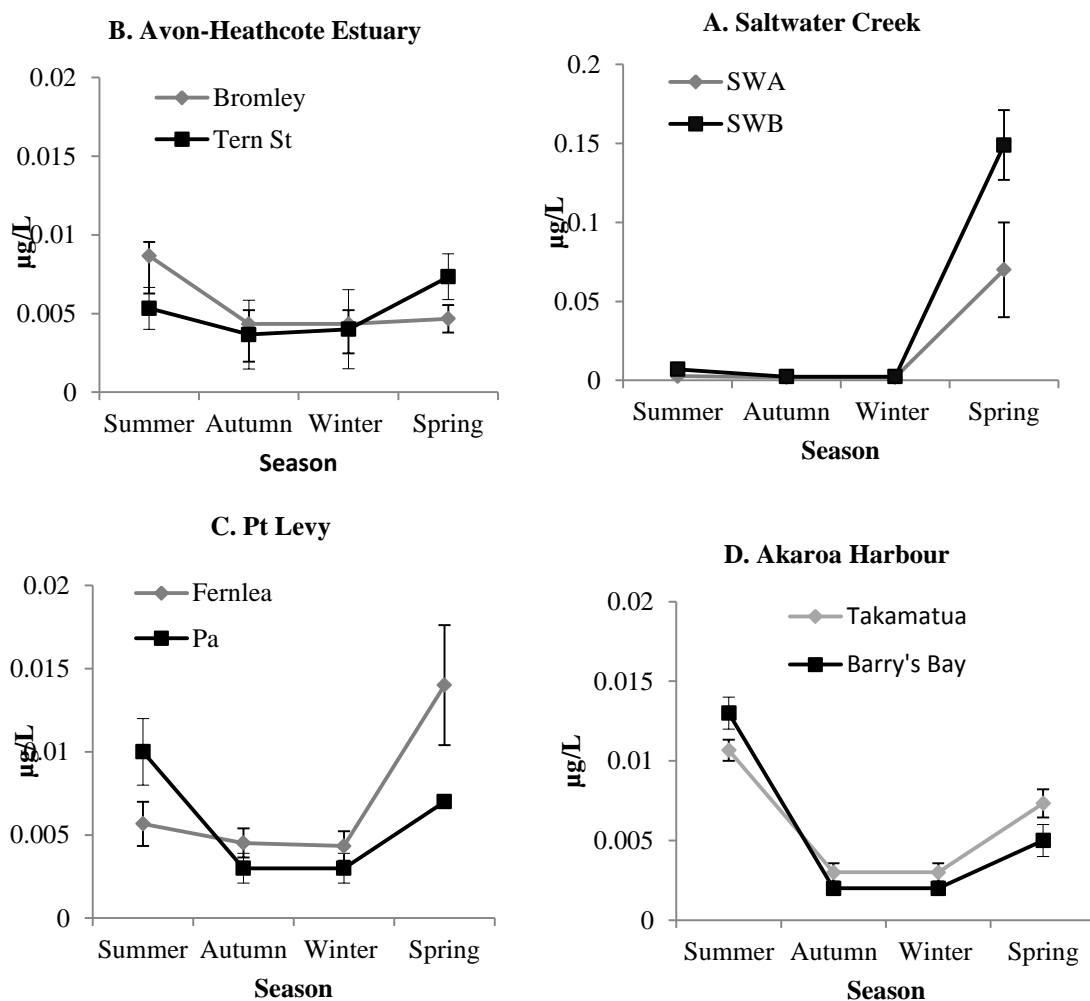 B. Avon-Heathcote Estuary
0.02
0.015
0.01
0.005
0
µg/L
Bromley
Tern St
Summer Autumn Winter Spring
Season
A. Saltwater Creek
0.2
0.15
0.1
0.05
0
µg/L
SWA
SWB
Summer Autumn Winter Spring
Season
C. Pt Levy
0.02
0.015
0.01
0.005
0
µg/L
Fernlea
Pa
Summer Autumn Winter Spring
Season
D. Akaroa Harbour
0.02
0.015
0.01
0.005
0
µg/L
Takamatua
Barry's Bay
Summer Autumn Winter Spring
Season